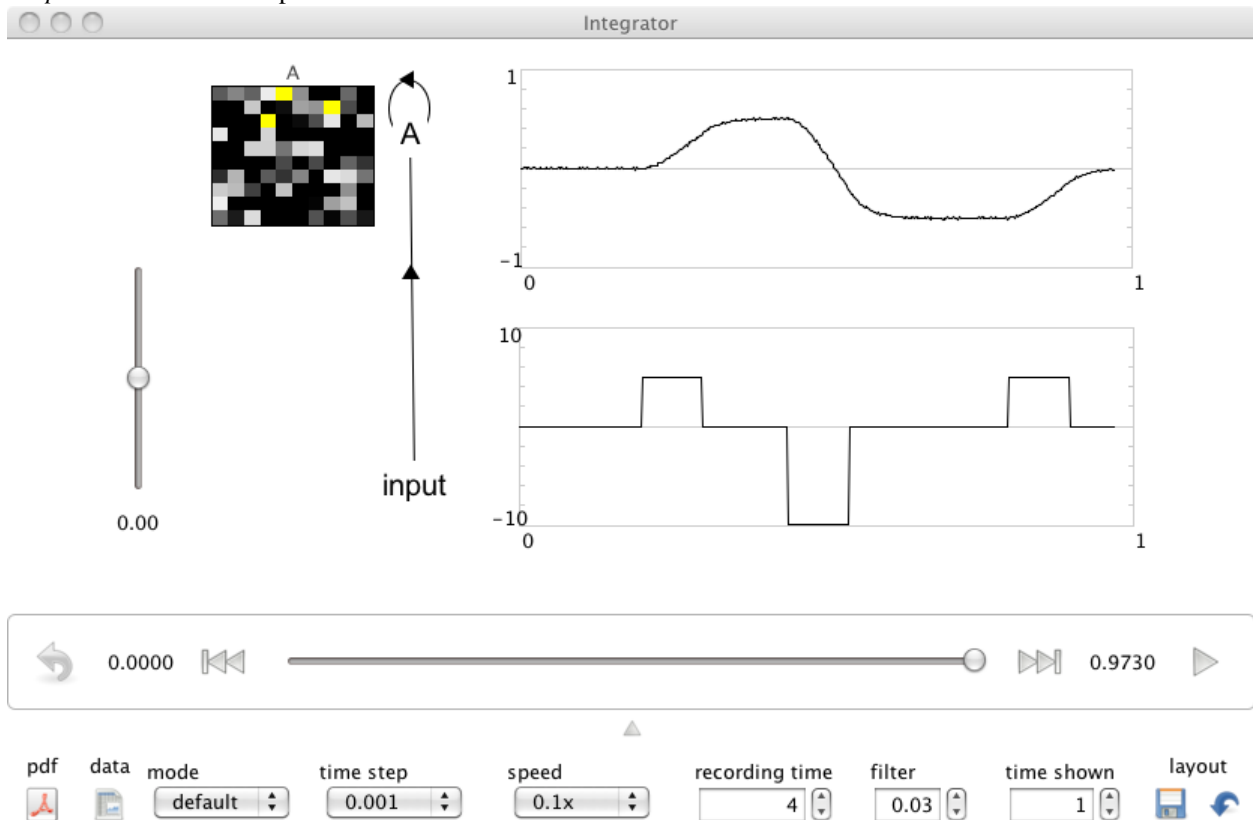 Integrator
A
A
input
0.00
1
-1
0
1
10
-10
0
1
0.0000
0.9730
pdf
data
mode
default
time step
0.001
speed
0.1x
recording time
4
filter
0.03
time shown
1
layout